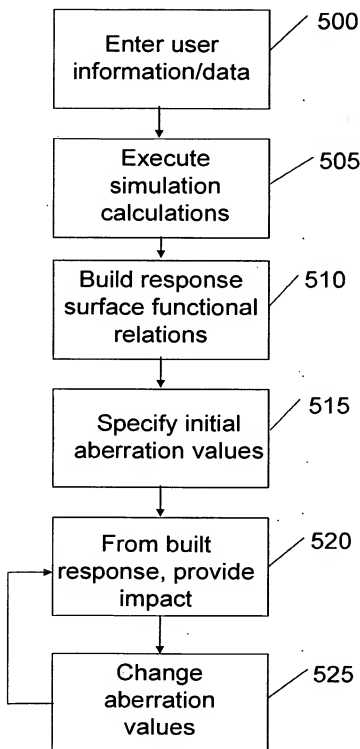 Enter user
information/data
500
Execute
simulation
calculations
505
Build response
surface functional
relations
510
Specify initial
aberration values
515
From built
response, provide
impact
520
Change
aberration
values
525